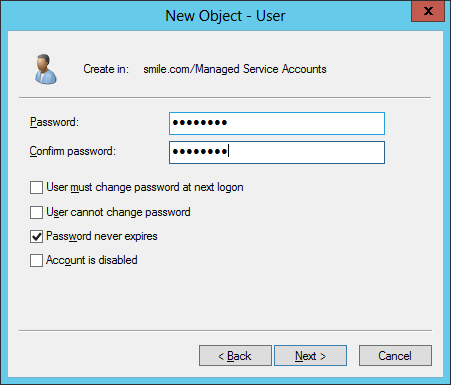 New Object - User
x
Create in: smile.com/Managed Service Accounts
Password: ●●●●●●●●
Confirm password: ●●●●●●●●
User must change password at next logon
User cannot change password
Password never expires
Account is disabled
< Back Next > Cancel